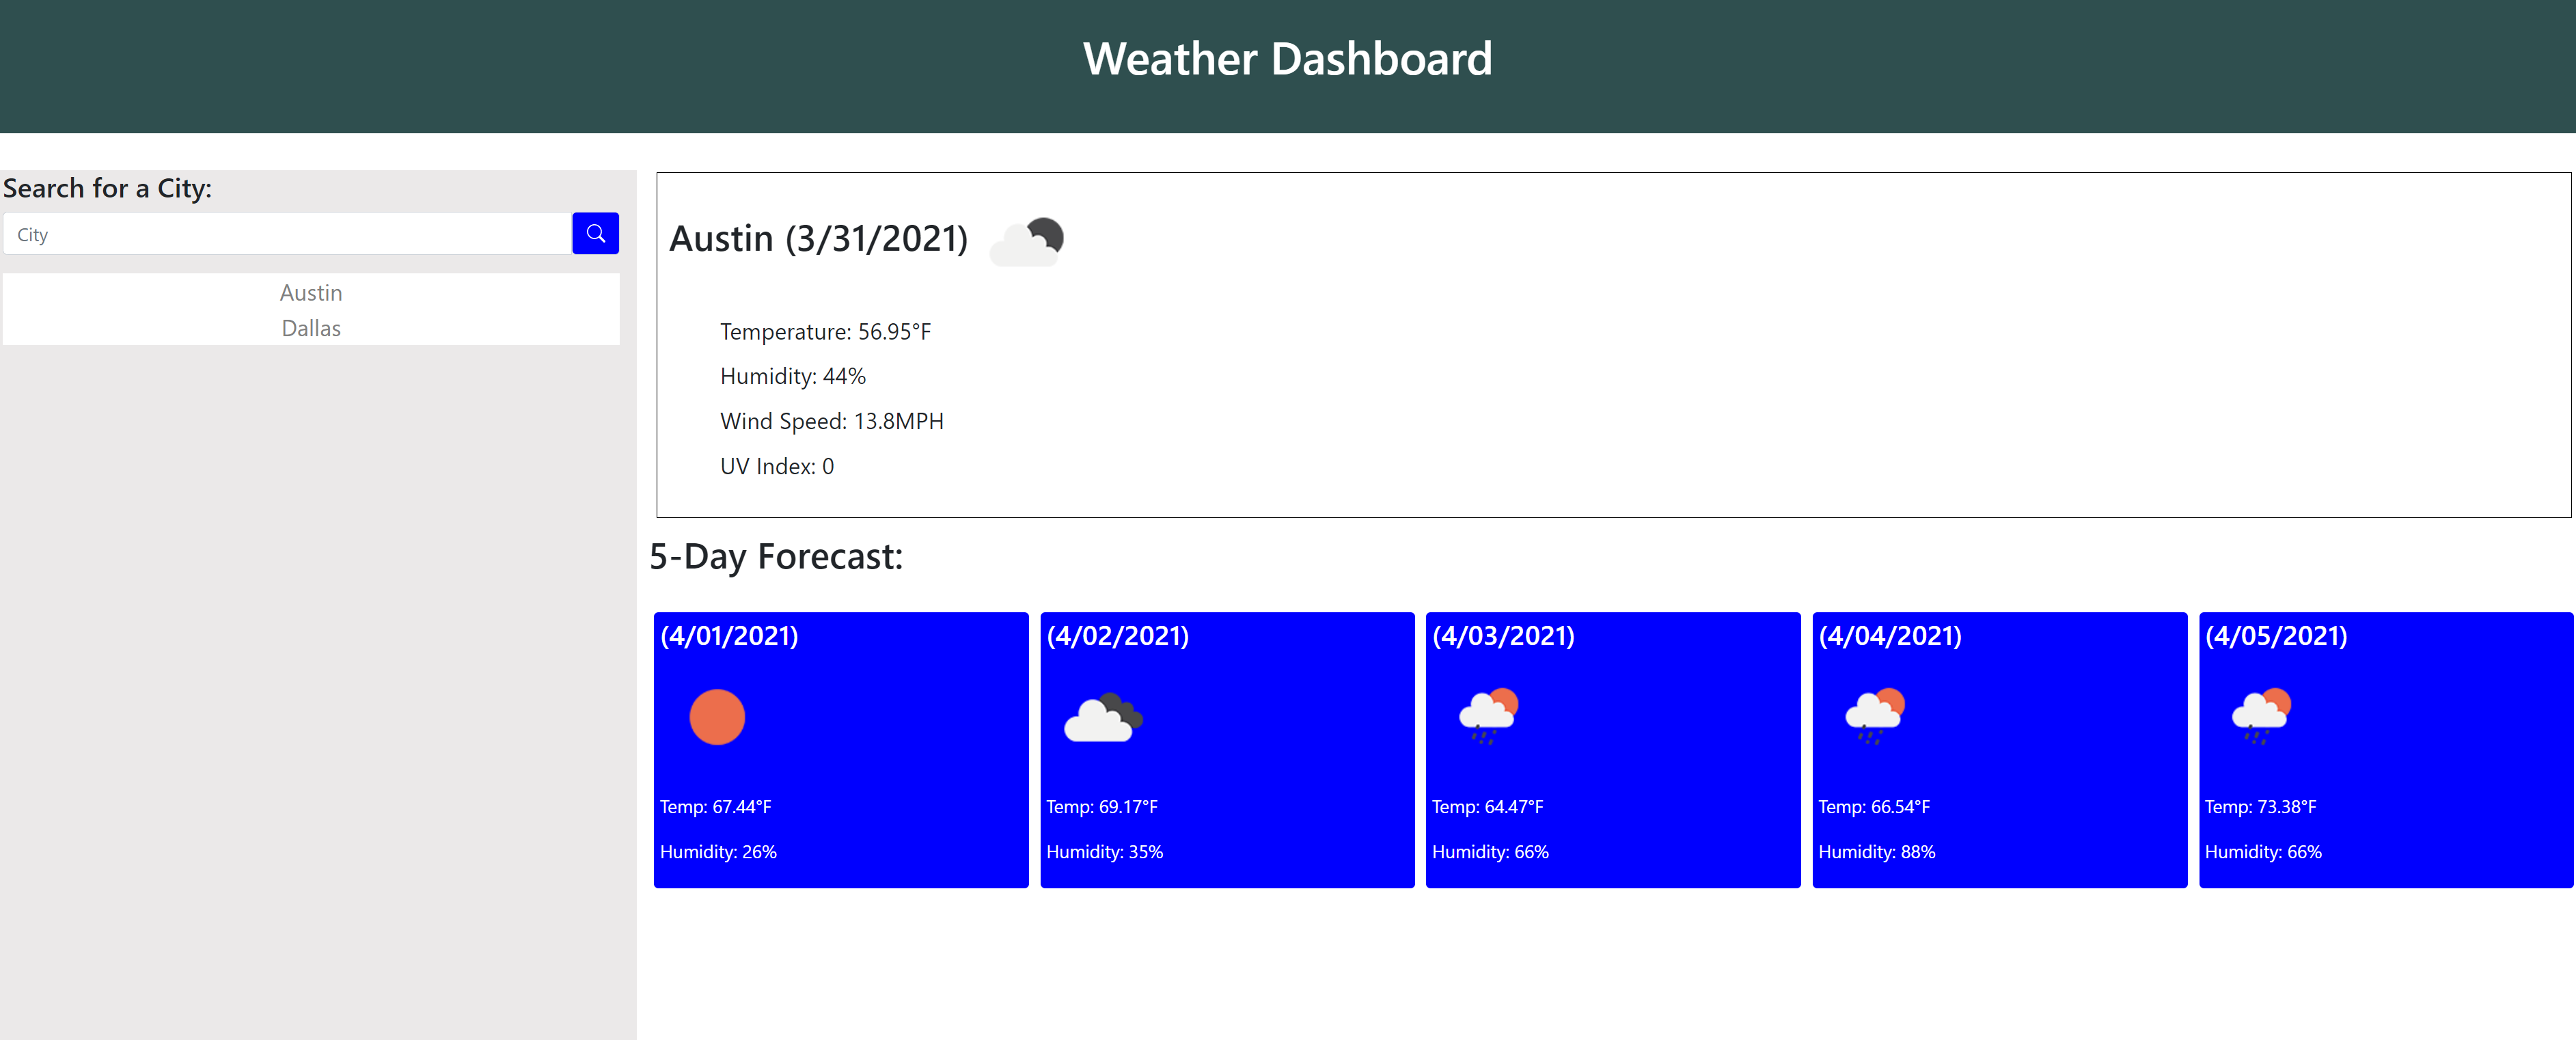 Weather Dashboard
Search for a City:
City
Austin
Dallas
Austin (3/31/2021)
Temperature: 56.95°F
Humidity: 44%
Wind Speed: 13.8MPH
UV Index: 0
5-Day Forecast:
(4/01/2021)
Temp: 67.44°F
Humidity: 26%
(4/02/2021)
Temp: 69.17°F
Humidity: 35%
(4/03/2021)
Temp: 64.47°F
Humidity: 66%
(4/04/2021)
Temp: 66.54°F
Humidity: 88%
(4/05/2021)
Temp: 73.38°F
Humidity: 66%